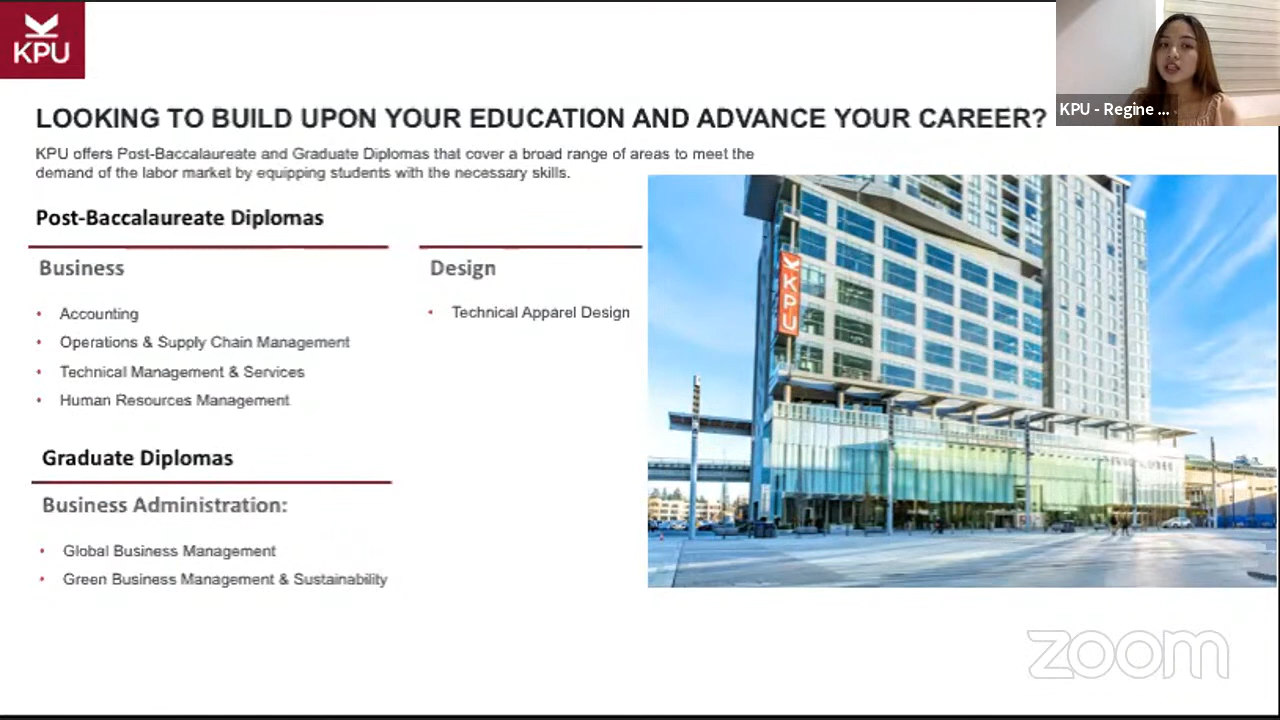 KPU
KPU - Regine ...
LOOKING TO BUILD UPON YOUR EDUCATION AND ADVANCE YOUR CAREER?
KPU offers Post-Baccalaureate and Graduate Diplomas that cover a broad range of areas to meet the
demand of the labor market by equipping students with the necessary skills.
Post-Baccalaureate Diplomas
Business
• Accounting
• Operations & Supply Chain Management
• Technical Management & Services
• Human Resources Management
Design
• Technical Apparel Design
KPU
Graduate Diplomas
Business Administration:
• Global Business Management
• Green Business Management & Sustainability
zoom